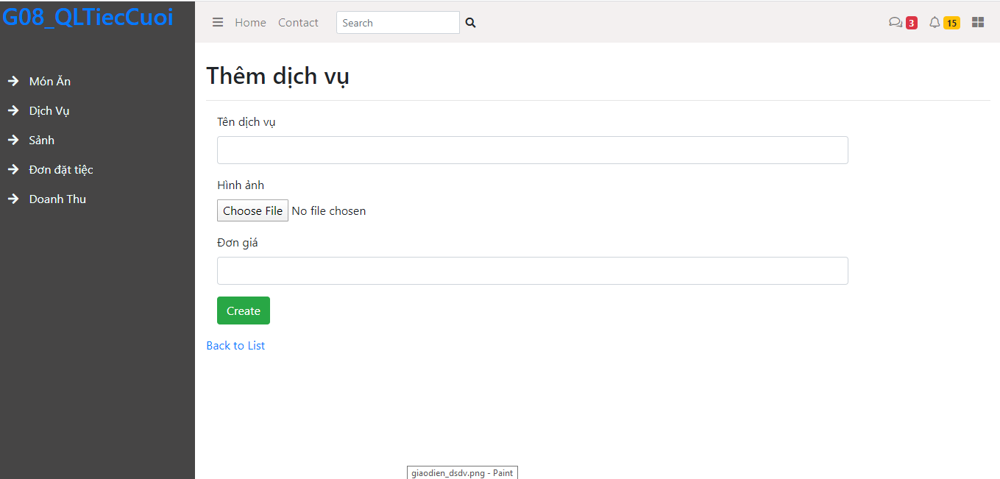 G08_QLTiecCuoi
Home Contact Search 3 15
Món Ăn
Dịch Vụ
Sảnh
Đơn đặt tiệc
Doanh Thu
Thêm dịch vụ
Tên dịch vụ
Hình ảnh
Choose File No file chosen
Đơn giá
Create
Back to List
giaodien_dsdv.png - Paint